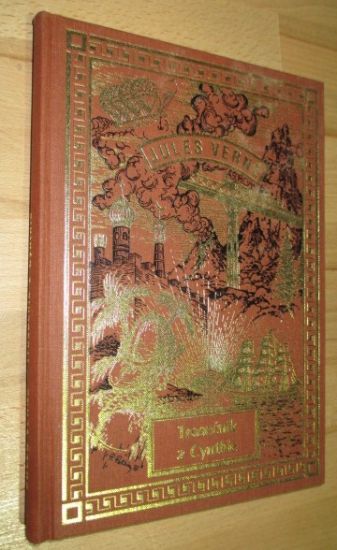 JULES VERNE
Trosečník
z Cynthie